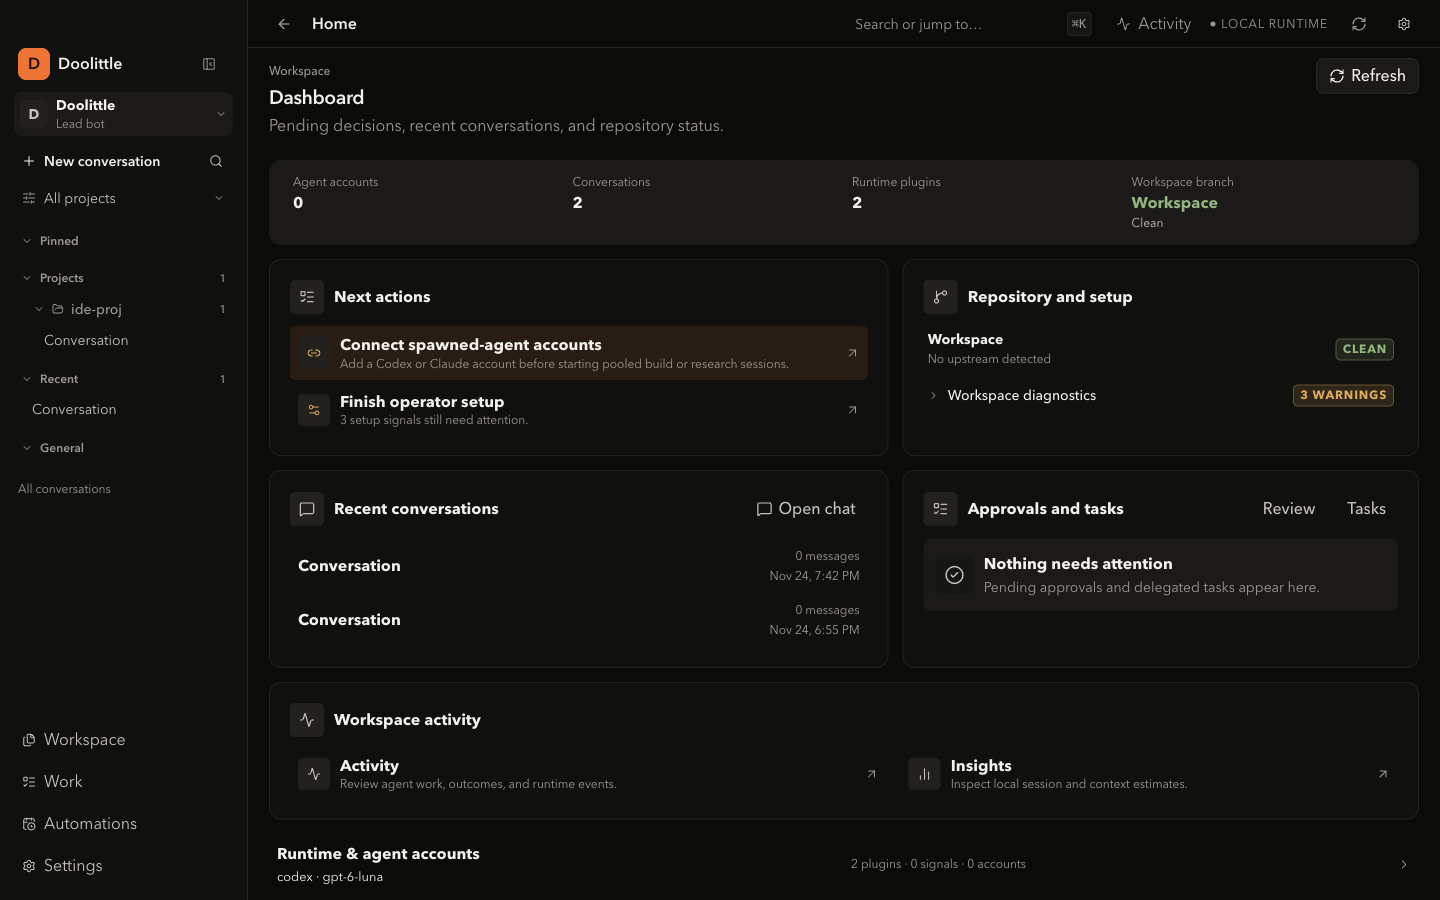 Home
Search or jump to…
⌘K
Activity
LOCAL RUNTIME
D
Doolittle
D
Doolittle
Lead bot
New conversation
All projects
Pinned
Projects
1
ide-proj
1
Conversation
Recent
1
Conversation
General
All conversations
Workspace
Work
Automations
Settings
Workspace
Dashboard
Pending decisions, recent conversations, and repository status.
Refresh
Agent accounts
0
Conversations
2
Runtime plugins
2
Workspace branch
Workspace
Clean
Next actions
Connect spawned-agent accounts
Add a Codex or Claude account before starting pooled build or research sessions.
Finish operator setup
3 setup signals still need attention.
Repository and setup
Workspace
No upstream detected
CLEAN
Workspace diagnostics
3 WARNINGS
Recent conversations
Open chat
Conversation
0 messages
Nov 24, 7:42 PM
Conversation
0 messages
Nov 24, 6:55 PM
Approvals and tasks
Review
Tasks
Nothing needs attention
Pending approvals and delegated tasks appear here.
Workspace activity
Activity
Review agent work, outcomes, and runtime events.
Insights
Inspect local session and context estimates.
Runtime & agent accounts
codex · gpt-6-luna
2 plugins · 0 signals · 0 accounts